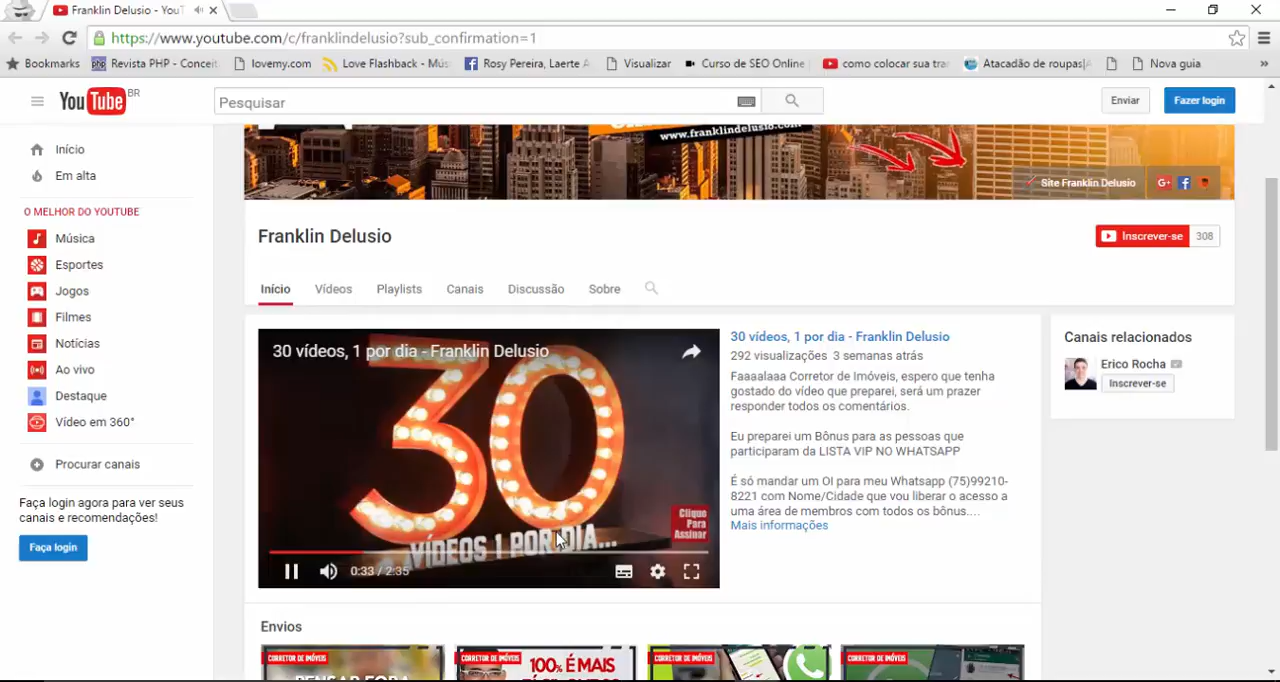 Franklin Delusio - YouT
https://www.youtube.com/c/franklindelusio?sub_confirmation=1
Bookmarks
php
Revista PHP - Conceit
lovemy.com
Love Flashback - Mús
Rosy Pereira, Laerte A
Visualizar
Curso de SEO Online
como colocar sua tra
Atacadão de roupas|A
Nova guia
»
YouTube BR
Pesquisar
Enviar
Fazer login
www.franklindelusio.com
Site Franklin Delusio
G+
Início
Em alta
O MELHOR DO YOUTUBE
Música
Esportes
Jogos
Filmes
Notícias
Ao vivo
Destaque
Vídeo em 360°
Procurar canais
Faça login agora para ver seus
canais e recomendações!
Faça login
Franklin Delusio
Inscrever-se 308
Início Vídeos Playlists Canais Discussão Sobre
30 vídeos, 1 por dia - Franklin Delusio
30
VÍDEOS 1 POR DIA...
Clique
Para
Assinar
0:33 / 2:35
30 vídeos, 1 por dia - Franklin Delusio
292 visualizações 3 semanas atrás
Faaaalaaa Corretor de Imóveis, espero que tenha
gostado do vídeo que preparei, será um prazer
responder todos os comentários.
Eu preparei um Bônus para as pessoas que
participaram da LISTA VIP NO WHATSAPP
É só mandar um OI para meu Whatsapp (75)99210-
8221 com Nome/Cidade que vou liberar o acesso a
uma área de membros com todos os bônus....
Mais informações
Canais relacionados
Erico Rocha
Inscrever-se
Envios
CORRETOR DE IMÓVEIS
PENSAR FORA
CORRETOR DE IMÓVEIS
100% É MAIS
CORRETOR DE IMÓVEIS
CORRETOR DE IMÓVEIS